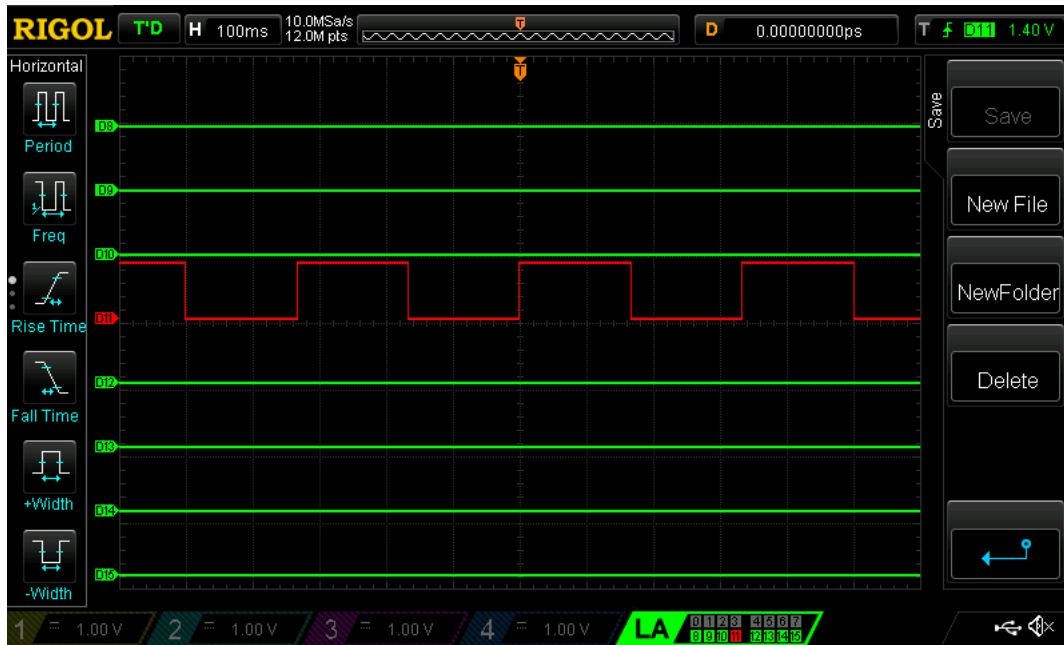 RIGOL T'D H 100ms 10.0MSa/s 12.0M pts T D 0.00000000ps T D11 1.40 V
Horizontal
T
Period
1/
Freq
Rise Time
Fall Time
+Width
-Width
D8
D9
D10
D11
D12
D13
D14
D15
Save
Save
New File
NewFolder
Delete
1 = 1.00 V 2 = 1.00 V 3 = 1.00 V 4 = 1.00 V LA 0 1 2 3 4 5 6 7
8 9 10 11 12 13 14 15